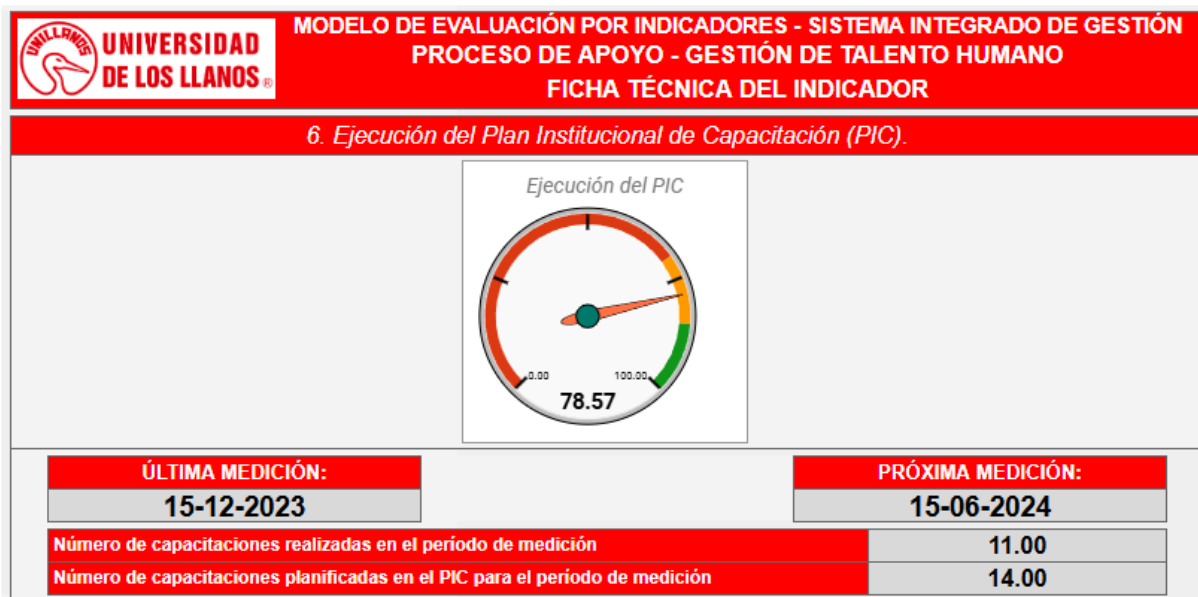 UNILLANOS
UNIVERSIDAD
DE LOS LLANOS ®
MODELO DE EVALUACIÓN POR INDICADORES - SISTEMA INTEGRADO DE GESTIÓN
PROCESO DE APOYO - GESTIÓN DE TALENTO HUMANO
FICHA TÉCNICA DEL INDICADOR
6. Ejecución del Plan Institucional de Capacitación (PIC).
Ejecución del PIC
0.00 100.00
78.57
ÚLTIMA MEDICIÓN: PRÓXIMA MEDICIÓN:
15-12-2023 15-06-2024
Número de capacitaciones realizadas en el período de medición 11.00
Número de capacitaciones planificadas en el PIC para el período de medición 14.00